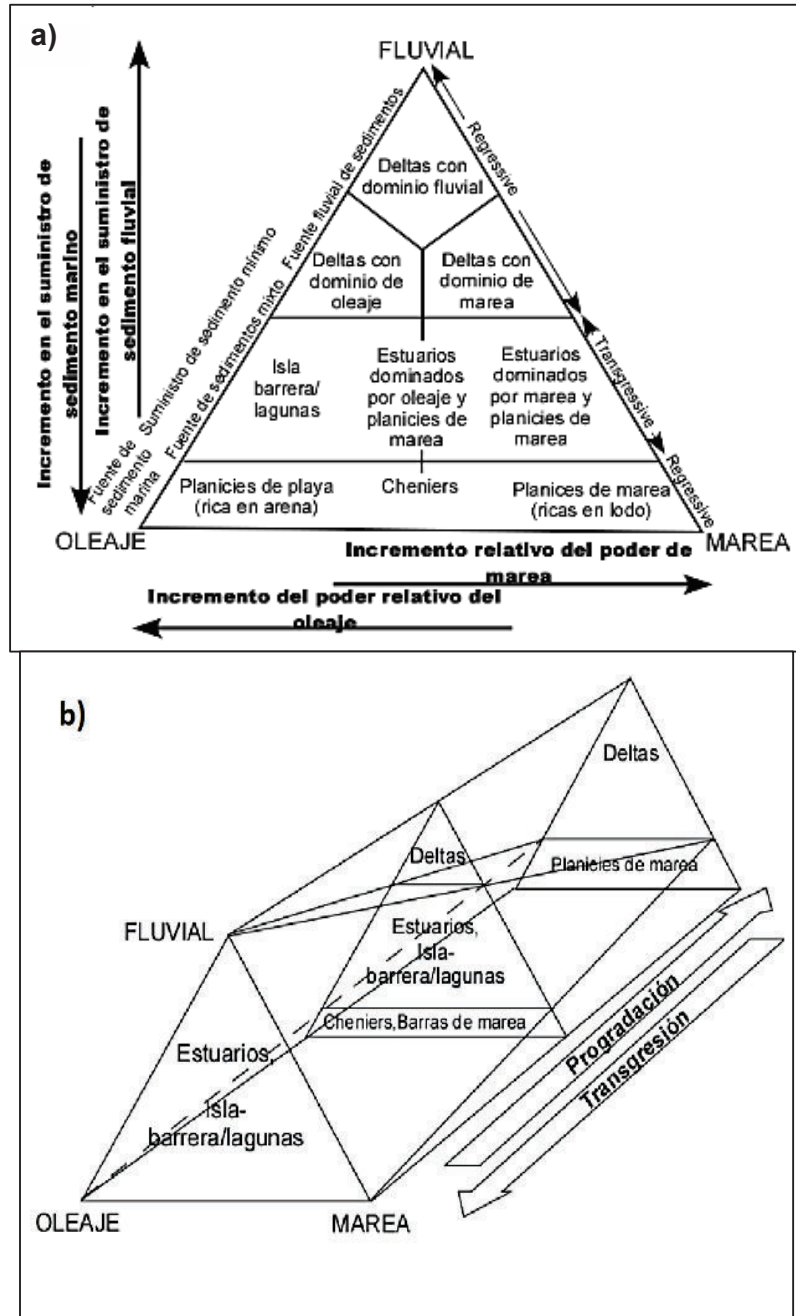 a)
FLUVIAL
Incremento en el suministro de
sedimento marino
Incremento en el suministro de
sedimento fluvial
Fuente fluvial de sedimentos
Suministro de sedimento mínimo
Fuente de sedimentos mixto
Fuente de
sedimento
marina
Regressive
Transgressive
Regressive
Deltas con
dominio fluvial
Deltas con
dominio de
oleaje
Deltas con
dominio de
marea
Isla
barrera/
lagunas
Estuarios
dominados
por oleaje y
planicies de
marea
Estuarios
dominados
por marea y
planicies de
marea
Planicies de playa
(rica en arena)
Cheniers
Planices de marea
(ricas en lodo)
OLEAJE
MAREA
Incremento relativo del poder de
marea
Incremento del poder relativo del
oleaje
b)
Deltas
Planicies de marea
Deltas
Estuarios,
Isla-
barrera/lagunas
Cheniers,Barras de marea
FLUVIAL
Estuarios,
Isla-
barrera/lagunas
OLEAJE
MAREA
Progradación
Transgresión